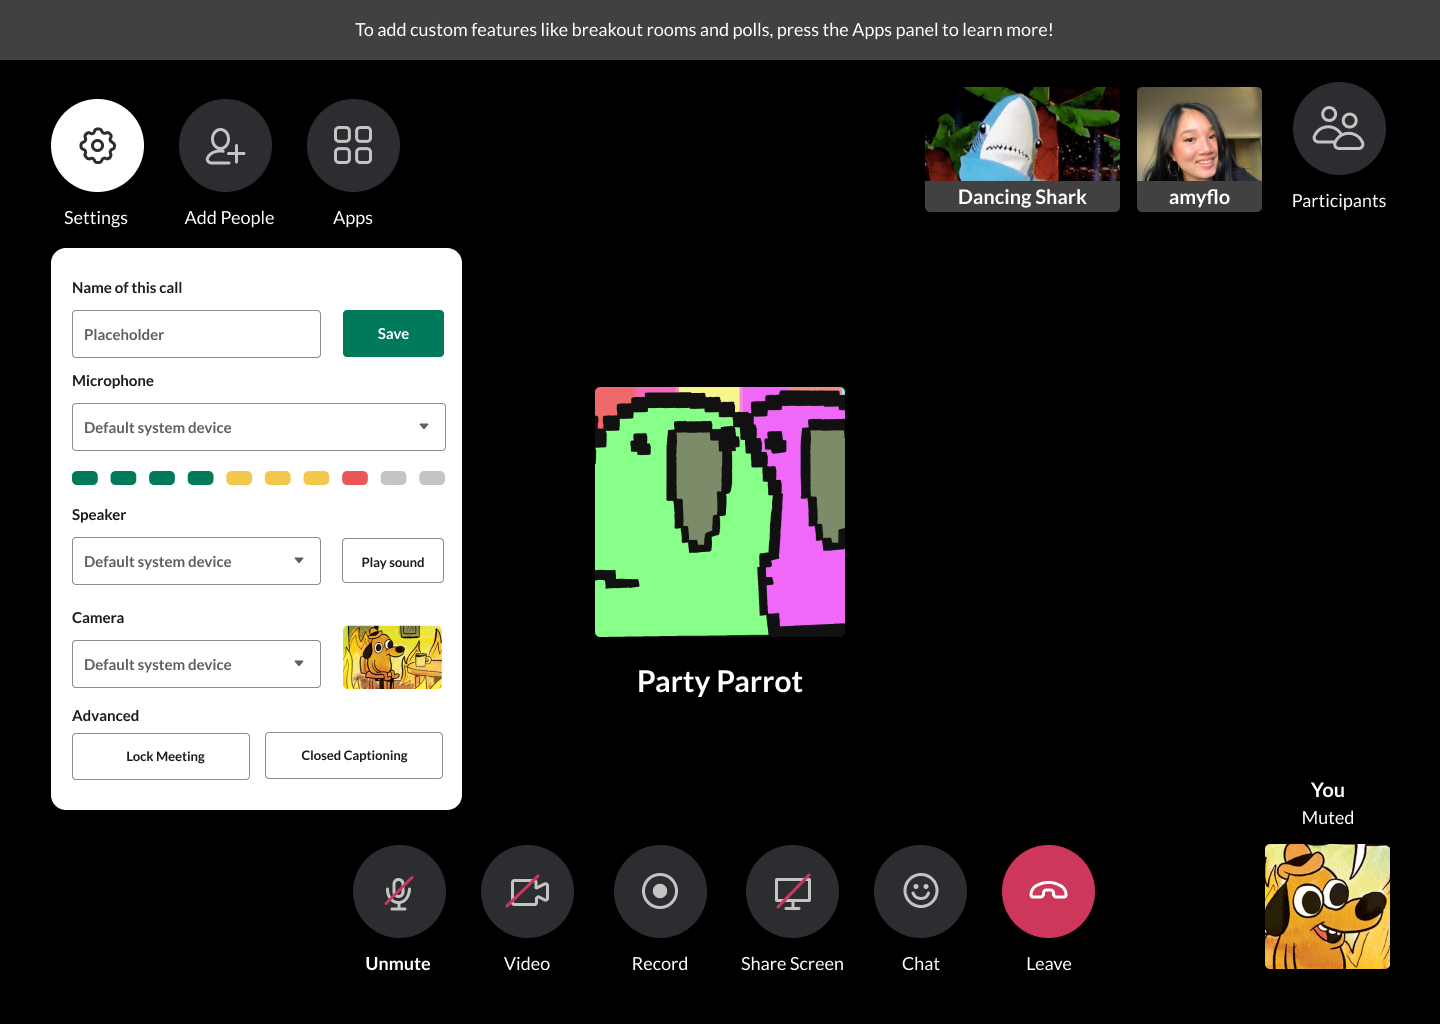 To add custom features like breakout rooms and polls, press the Apps panel to learn more!
Settings
Add People
Apps
Dancing Shark
amyflo
Participants
Name of this call
Placeholder
Save
Microphone
Default system device
Speaker
Default system device
Play sound
Camera
Default system device
Advanced
Lock Meeting
Closed Captioning
Party Parrot
You
Muted
Unmute
Video
Record
Share Screen
Chat
Leave